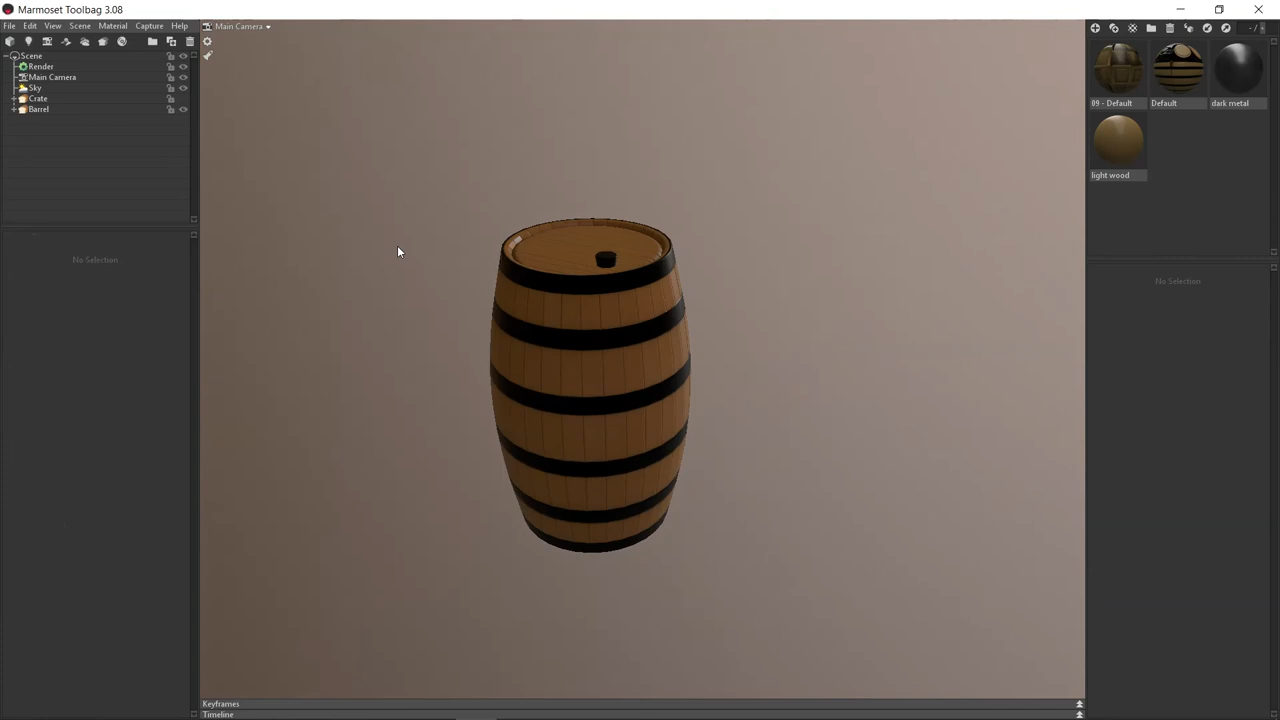 Marmoset Toolbag 3.08
File Edit View Scene Material Capture Help
Main Camera
Scene
Render
Main Camera
Sky
Crate
Barrel
No Selection
- /
09 - Default
Default
dark metal
light wood
No Selection
Keyframes
Timeline